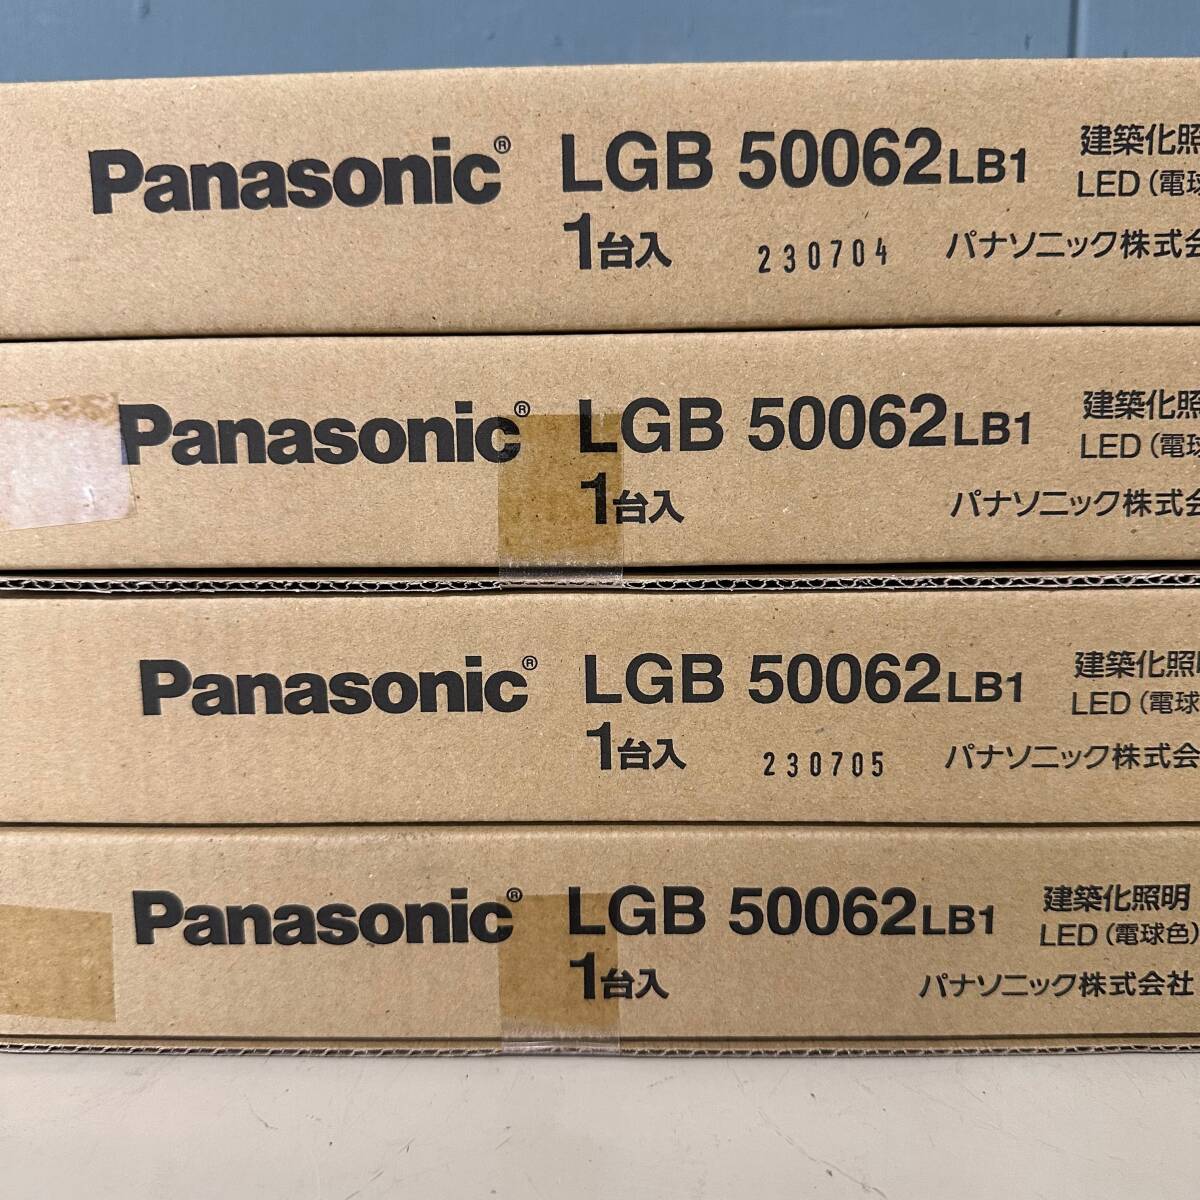 Panasonic® LGB 50062LB1 建築化照
LED（電球
1台入 230704 パナソニック株式会
Panasonic® LGB 50062LB1 建築化照
LED（電球
1台入 パナソニック株式会
Panasonic® LGB 50062LB1 建築化照明
LED（電球
1台入 230705 パナソニック株式会
Panasonic® LGB 50062LB1 建築化照明
LED（電球色）
1台入 パナソニック株式会社